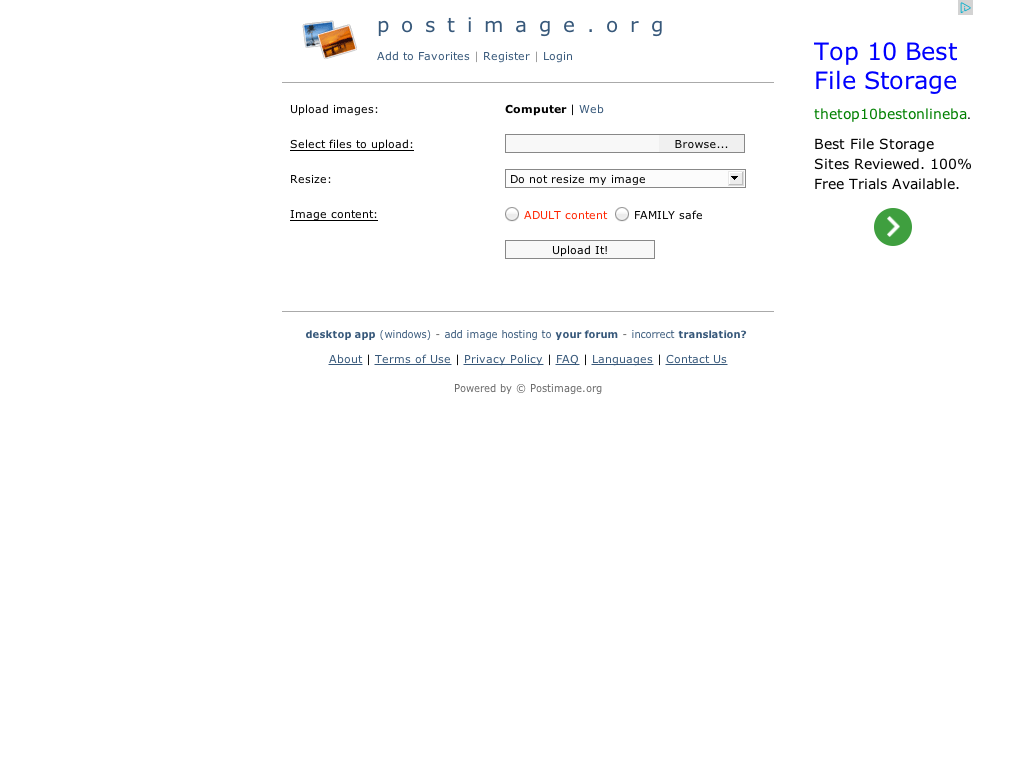 postimage.org
Add to Favorites | Register | Login
Upload images: Computer | Web
Select files to upload: Browse...
Resize: Do not resize my image
Image content: ADULT content FAMILY safe
Upload It!
desktop app (windows) - add image hosting to your forum - incorrect translation?
About | Terms of Use | Privacy Policy | FAQ | Languages | Contact Us
Powered by © Postimage.org
Top 10 Best
File Storage
thetop10bestonlineba.
Best File Storage
Sites Reviewed. 100%
Free Trials Available.